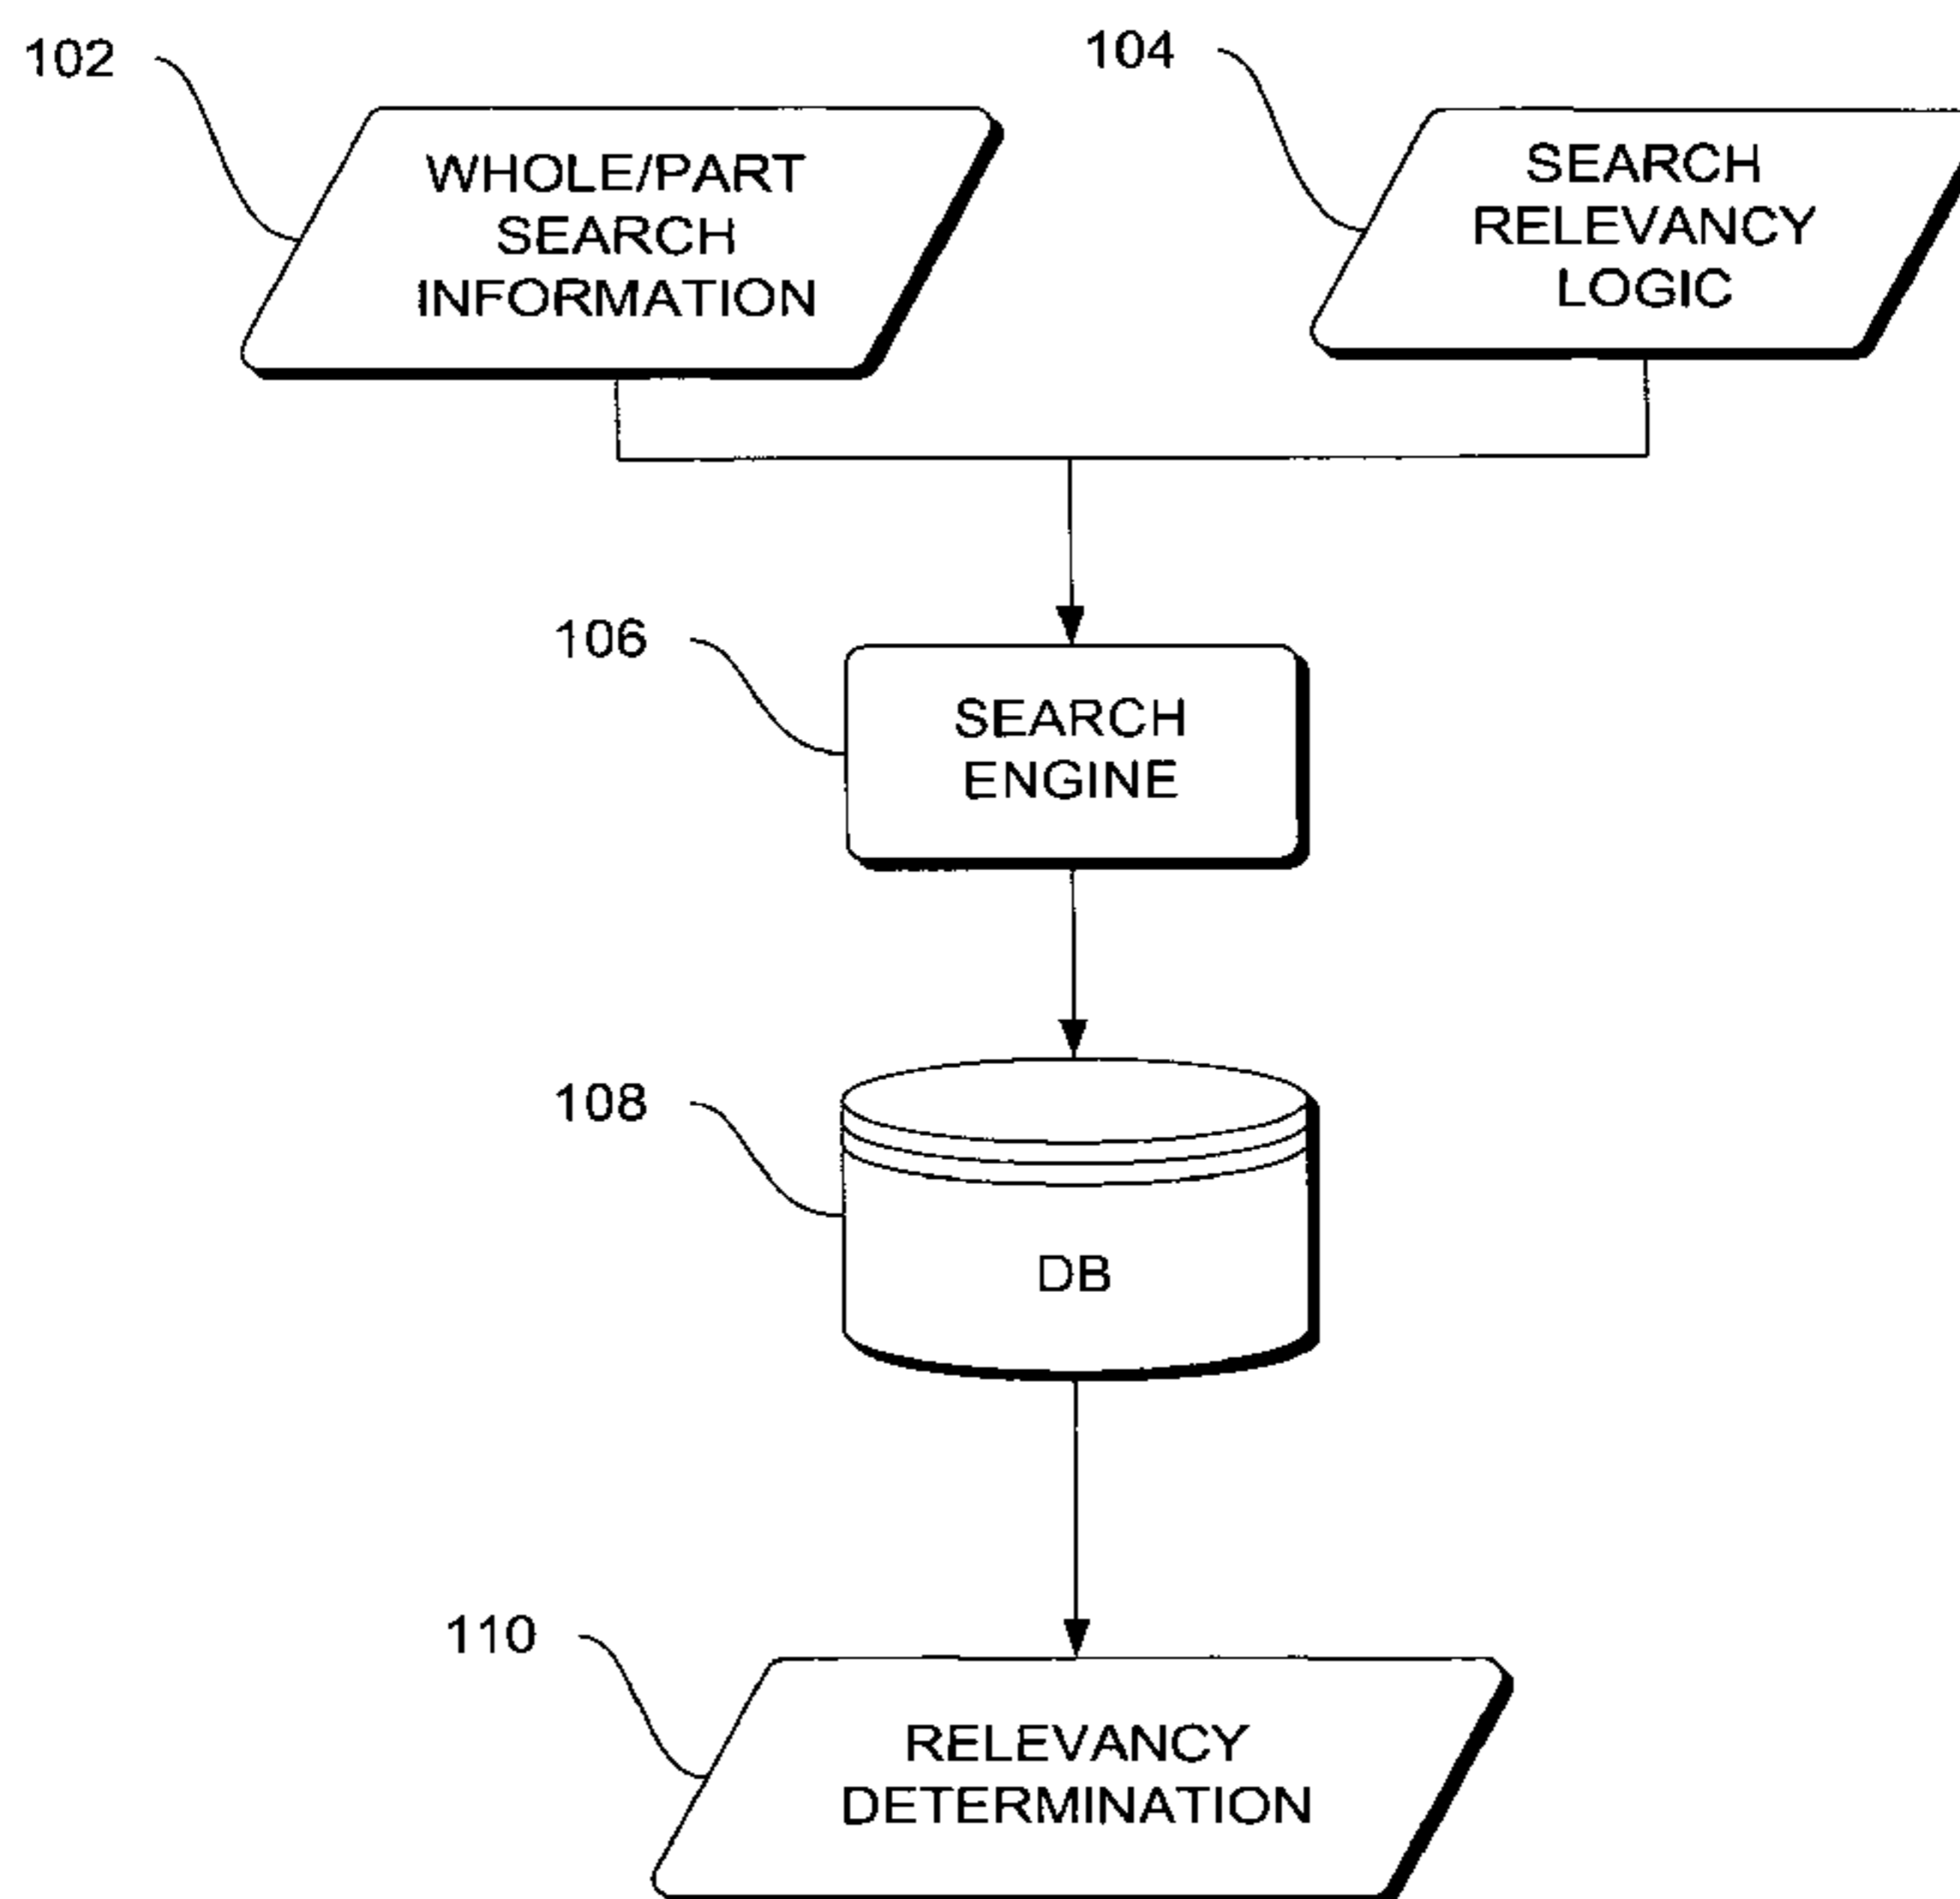 102
WHOLE/PART
SEARCH
INFORMATION
104
SEARCH
RELEVANCY
LOGIC
106
SEARCH
ENGINE
108
DB
110
RELEVANCY
DETERMINATION